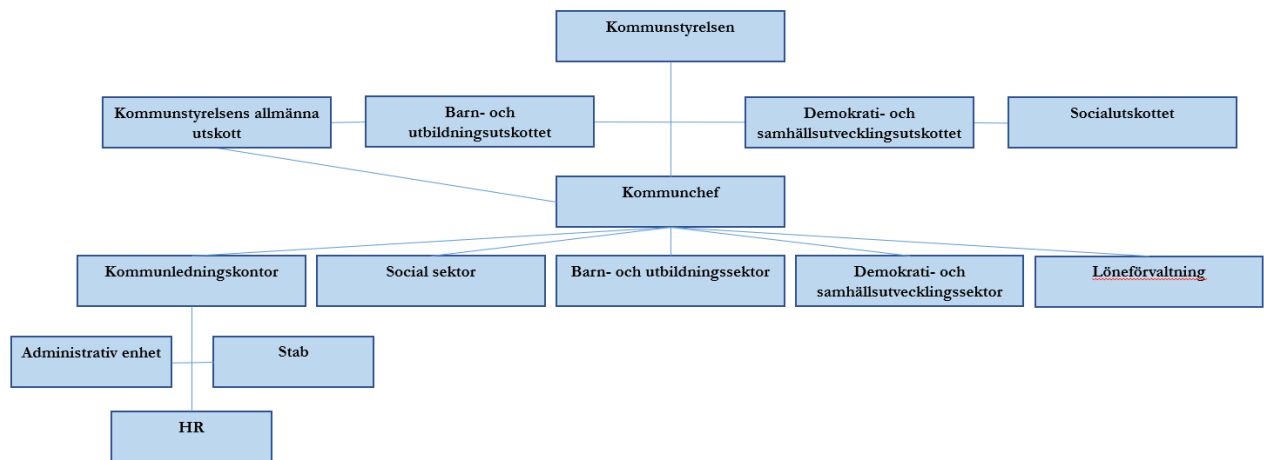 Kommunstyrelsen
Kommunstyrelsens allmänna
utskott
Barn- och
utbildningsutskottet
Demokrati- och
samhällsutvecklingsutskottet
Socialutskottet
Kommunchef
Kommunledningskontor
Social sektor
Barn- och utbildningssektor
Demokrati- och
samhällsutvecklingssektor
Löneförvaltning
Administrativ enhet
Stab
HR